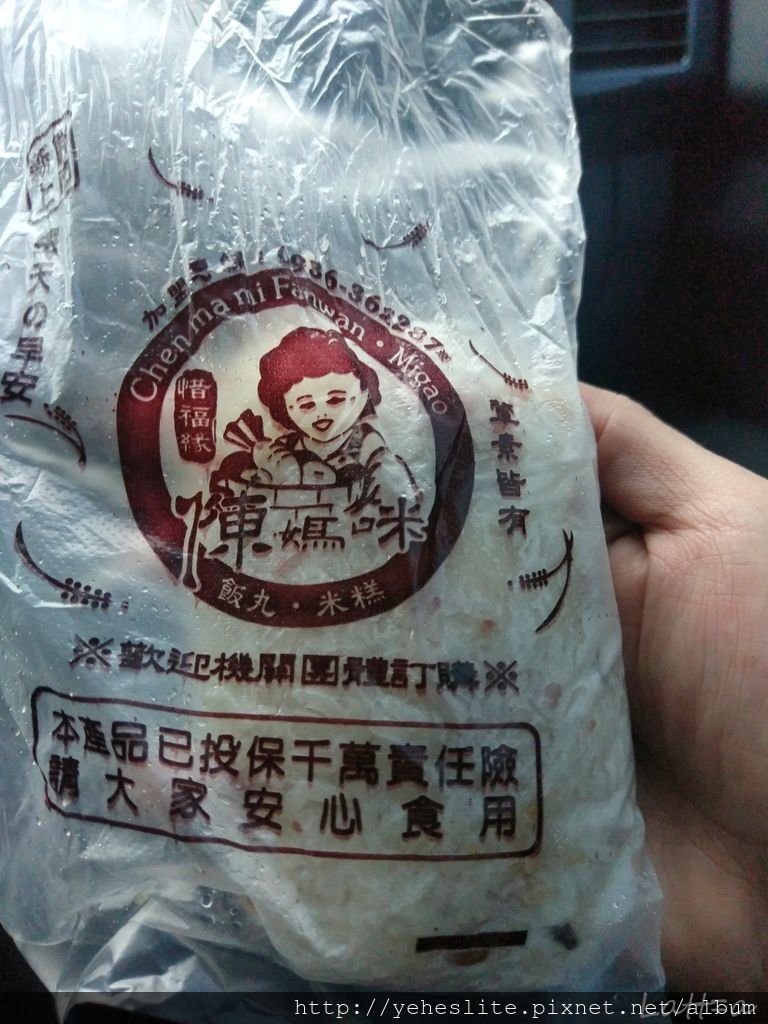 加盟專線:0936-362237
Chen ma mi Fanwan · Migao
惜福緣
陳媽咪
飯丸·米糕
葷素皆有
天の早安
※歡迎機關團體訂購※
本產品已投保千萬責任險
請大家安心食用
http://yeheslite.pixnet.net/album